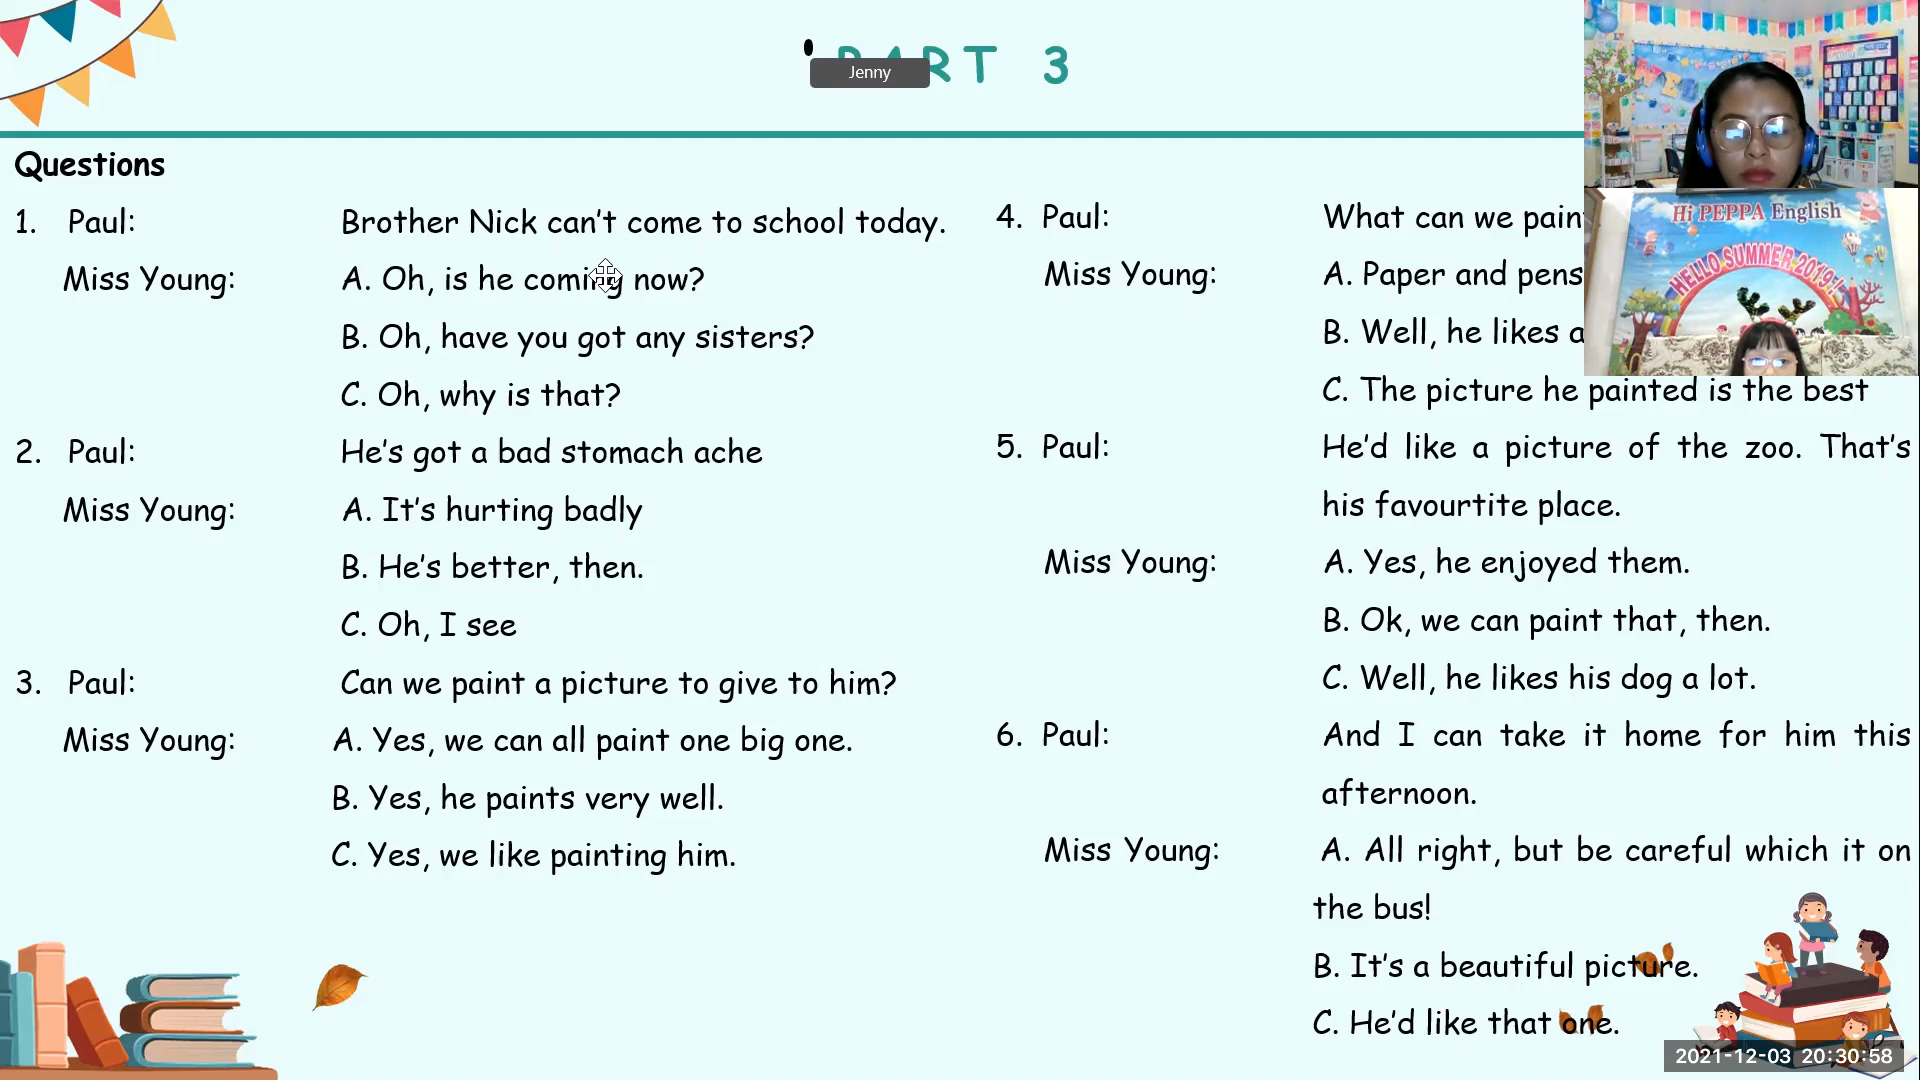 PART 3
Jenny
Questions
1. Paul: Brother Nick can't come to school today.
Miss Young: A. Oh, is he coming now?
B. Oh, have you got any sisters?
C. Oh, why is that?
2. Paul: He's got a bad stomach ache
Miss Young: A. It's hurting badly
B. He's better, then.
C. Oh, I see
3. Paul: Can we paint a picture to give to him?
Miss Young: A. Yes, we can all paint one big one.
B. Yes, he paints very well.
C. Yes, we like painting him.
4. Paul: What can we pain
Miss Young: A. Paper and pens
B. Well, he likes a
C. The picture he painted is the best
5. Paul: He'd like a picture of the zoo. That's
his favourtite place.
Miss Young: A. Yes, he enjoyed them.
B. Ok, we can paint that, then.
C. Well, he likes his dog a lot.
6. Paul: And I can take it home for him this
afternoon.
Miss Young: A. All right, but be careful which it on
the bus!
B. It's a beautiful picture.
C. He'd like that one.
Hi PEPPA English
HELLO SUMMER 2019!
2021-12-03 20:30:58